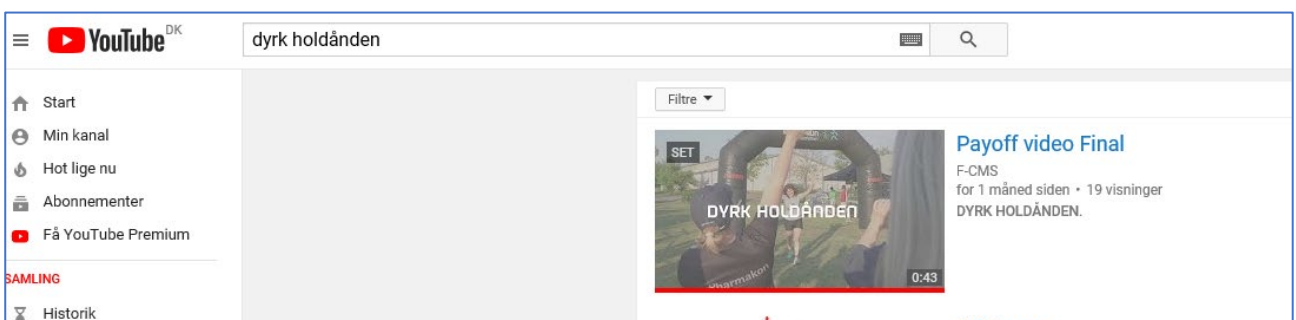 YouTube DK
dyrk holdånden
Start
Min kanal
Hot lige nu
Abonnementer
Få YouTube Premium
SAMLING
Historik
Filtre
SET
DYRK HOLDÅNDEN
Pharmakon
0:43
Payoff video Final
F-CMS
for 1 måned siden • 19 visninger
DYRK HOLDÅNDEN.